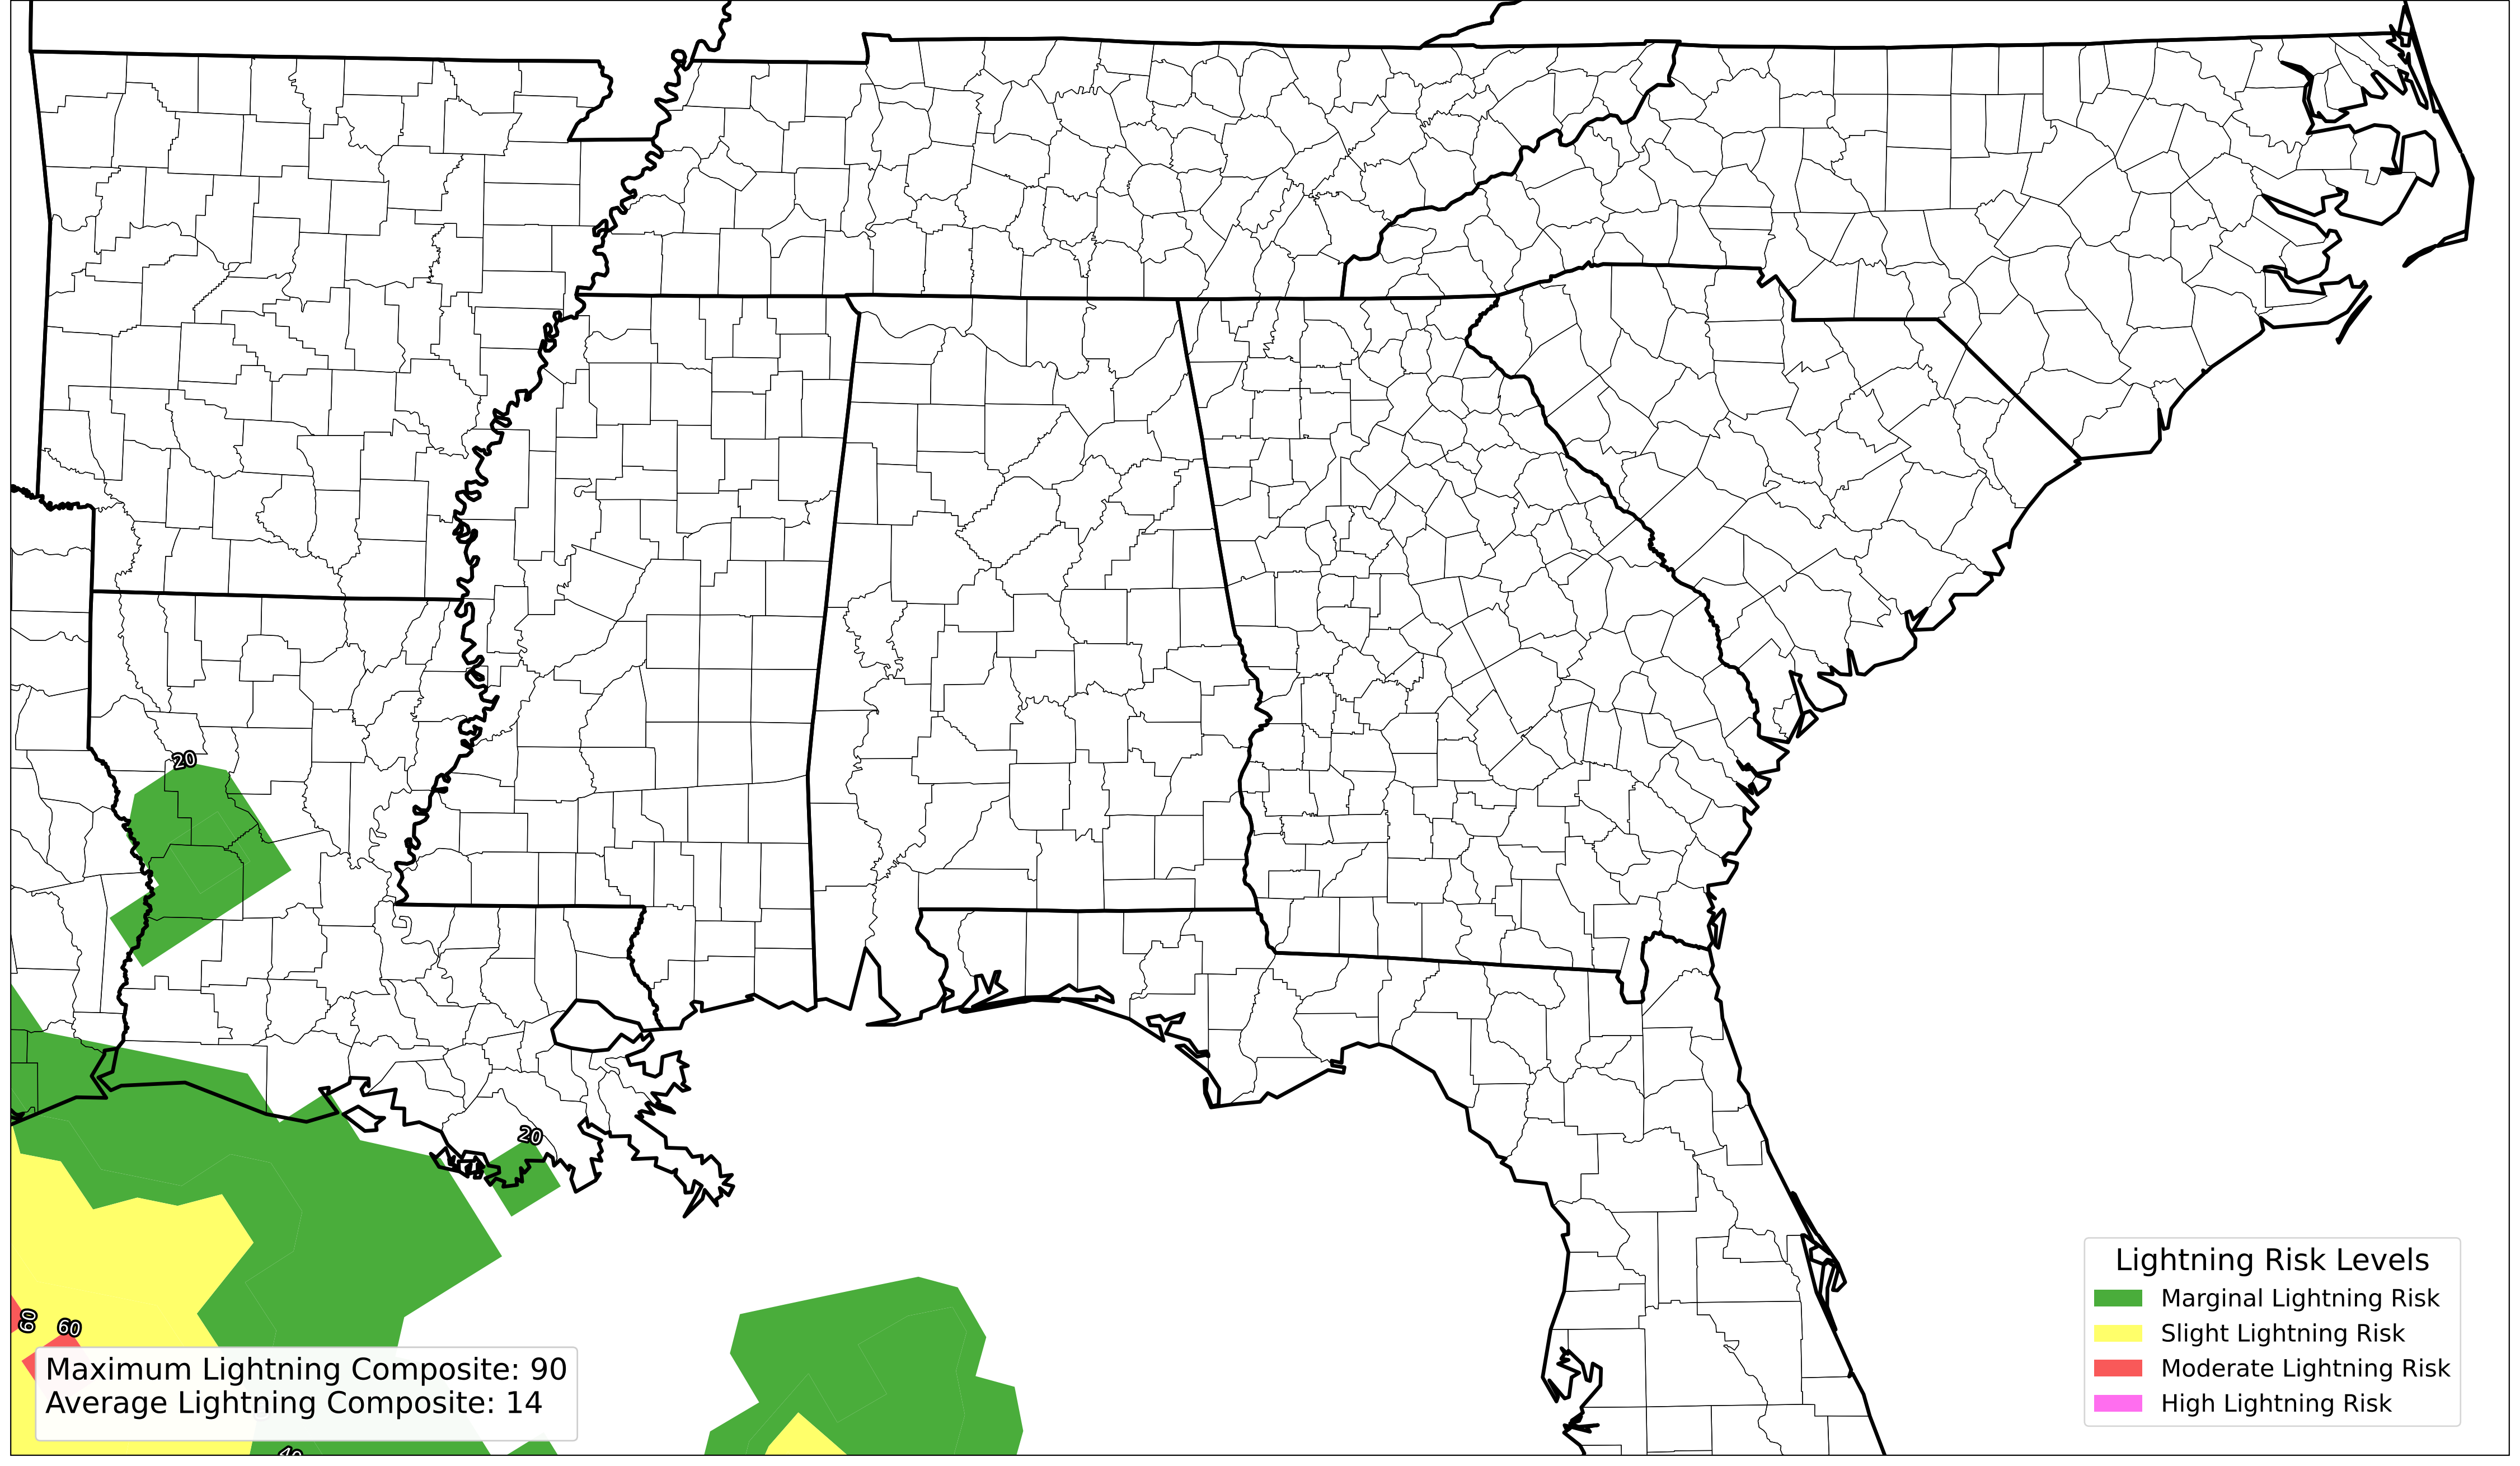 20
20
60
60
Maximum Lightning Composite: 90
Average Lightning Composite: 14
40
Lightning Risk Levels
Marginal Lightning Risk
Slight Lightning Risk
Moderate Lightning Risk
High Lightning Risk